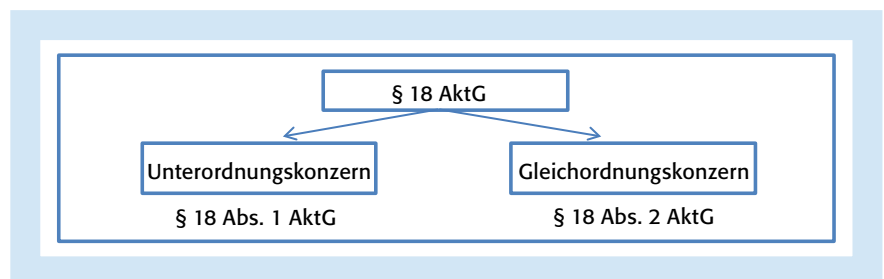 § 18 AktG
Unterordnungskonzern
Gleichordnungskonzern
§ 18 Abs. 1 AktG
§ 18 Abs. 2 AktG